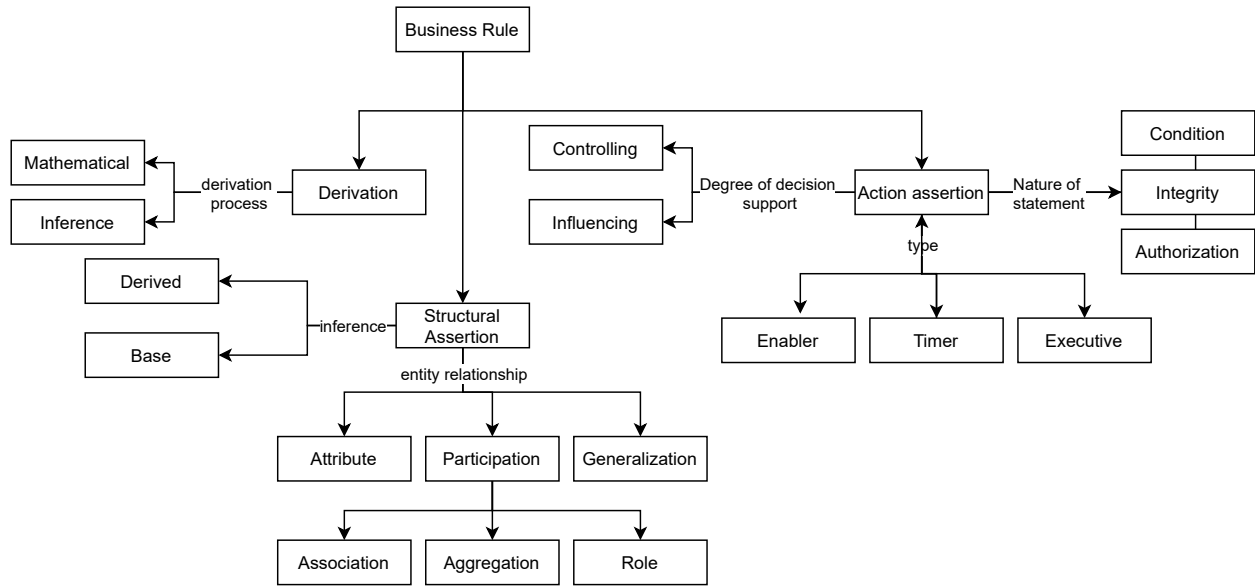 Business Rule
Condition
Mathematical
Controlling
derivation
process
Derivation
Degree of decision
support
Action assertion
Nature of
statement
Integrity
Inference
Influencing
type
Authorization
Derived
inference
Structural
Assertion
Enabler
Timer
Executive
Base
entity relationship
Attribute
Participation
Generalization
Association
Aggregation
Role